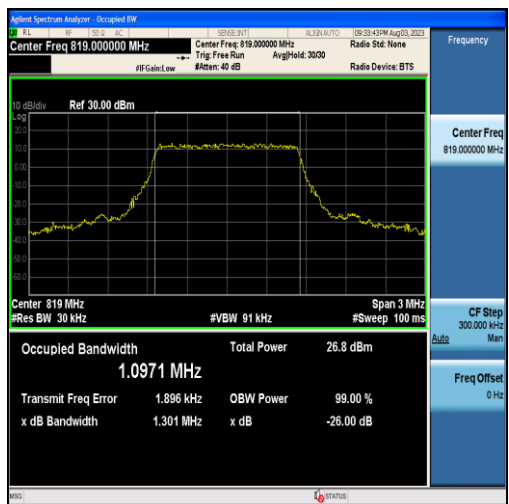 Agilent Spectrum Analyzer - Occupied BW
RL RF 50 Ω AC SENSE:INT ALIGN AUTO 09:33:43 PM Aug 03, 2023
Center Freq 819.000000 MHz Center Freq: 819.000000 MHz Radio Std: None Frequency
Trig: Free Run Avg|Hold: 30/30
#IFGain:Low #Atten: 40 dB Radio Device: BTS
10 dB/div Ref 30.00 dBm
Log
20.0
10.0
0.00
-10.0
-20.0
-30.0
-40.0
-50.0
-60.0
Center Freq
819.000000 MHz
Center 819 MHz Span 3 MHz
#Res BW 30 kHz #VBW 91 kHz #Sweep 100 ms
CF Step
300.000 kHz
Auto Man
Occupied Bandwidth Total Power 26.8 dBm
1.0971 MHz
Transmit Freq Error 1.896 kHz OBW Power 99.00 %
x dB Bandwidth 1.301 MHz x dB -26.00 dB
Freq Offset
0 Hz
MSG STATUS